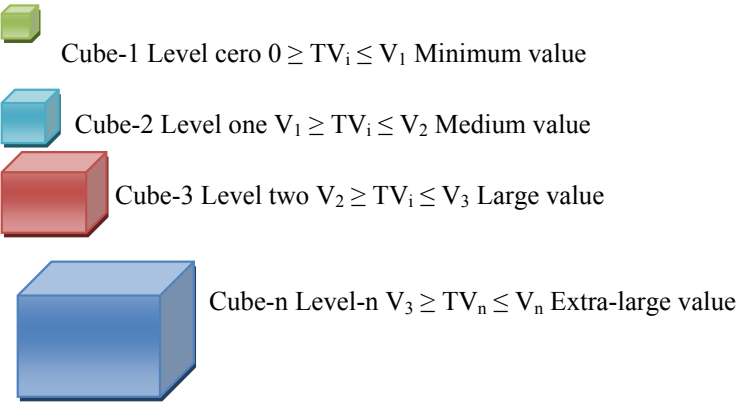 Cube-1 Level cero 0 ≥ TVᵢ ≤ V₁ Minimum value
Cube-2 Level one V₁ ≥ TVᵢ ≤ V₂ Medium value
Cube-3 Level two V₂ ≥ TVᵢ ≤ V₃ Large value
Cube-n Level-n V₃ ≥ TVₙ ≤ Vₙ Extra-large value